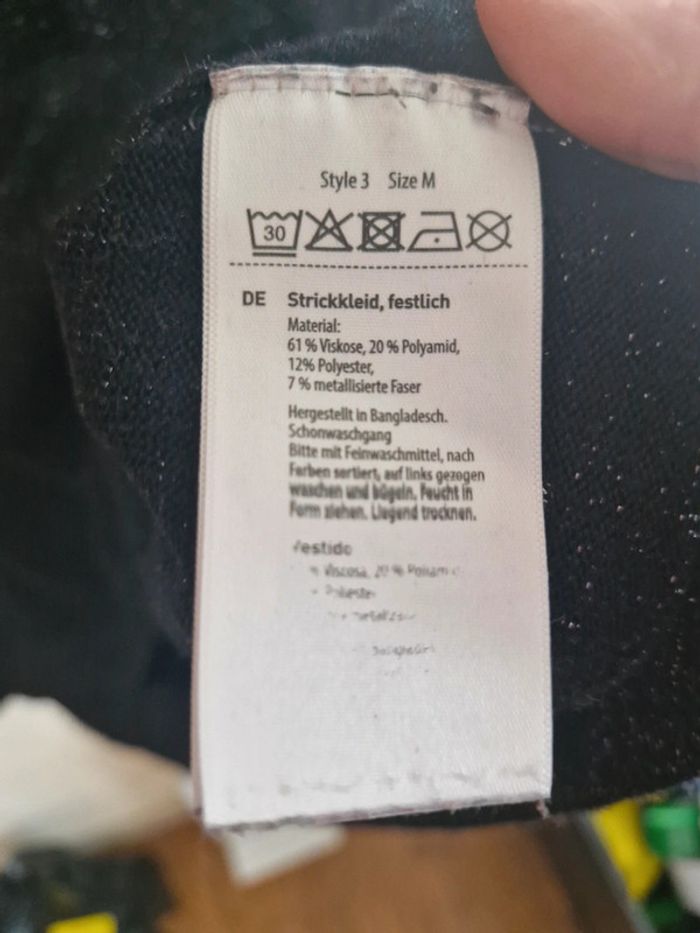 Style 3 Size M
30
DE Strickkleid, festlich
Material:
61 % Viskose, 20 % Polyamid,
12% Polyester,
7 % metallisierte Faser
Hergestellt in Bangladesch.
Schonwaschgang
Bitte mit Feinwaschmittel, nach
Farben sortiert, auf links gezogen
waschen und bügeln. Feucht in
Form ziehen. Liegend trocknen.
Viscosa, 20 %